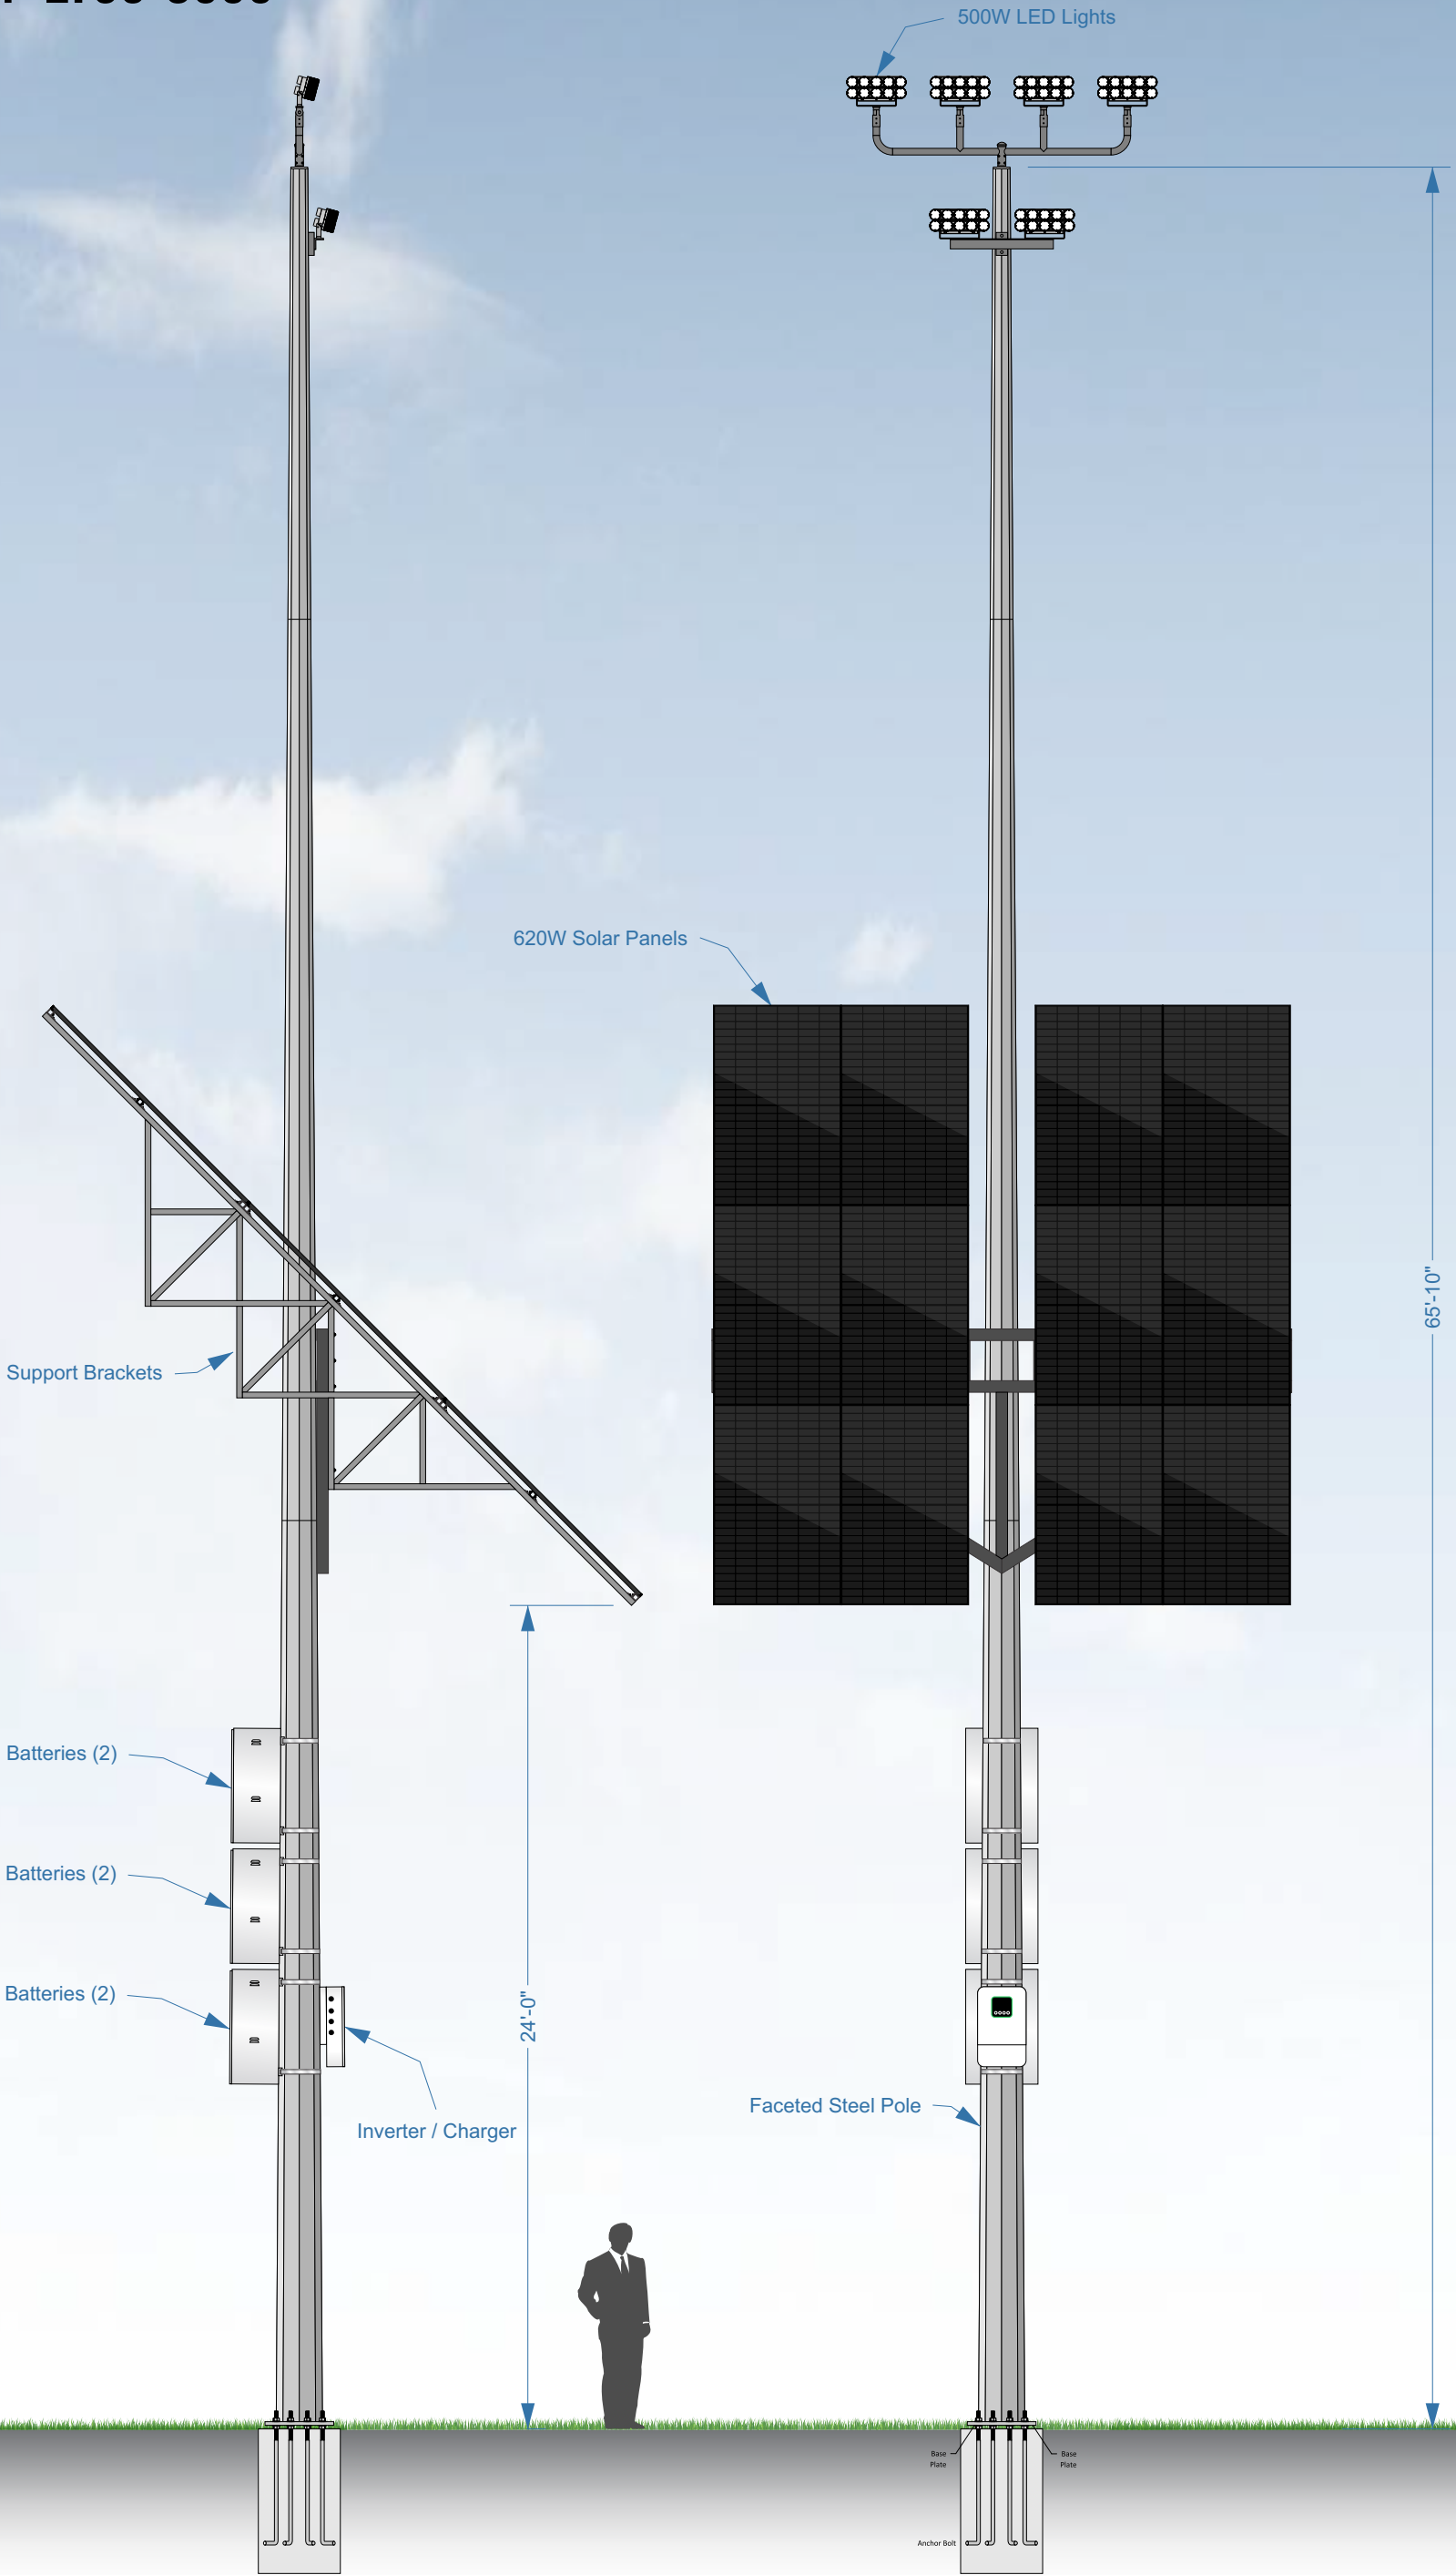 500W LED Lights
620W Solar Panels
65'-10"
Support Brackets
Batteries (2)
Batteries (2)
Batteries (2)
24'-0"
Inverter / Charger
Faceted Steel Pole
Base
Plate
Base
Plate
Anchor Bolt